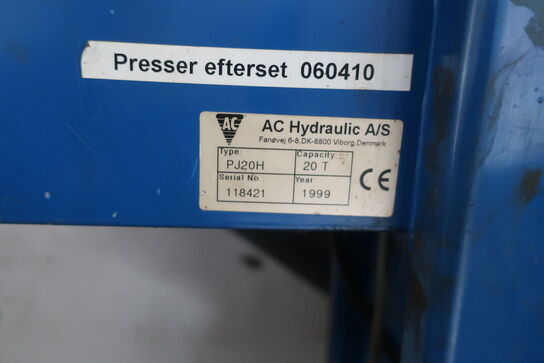 Presser efterset 060410
AC
AC Hydraulic A/S
Fanøvej 6-8, DK-8800 Viborg, Denmark
Type: Capacity:
PJ20H 20 T
Serial No. Year:
118421 1999
CE